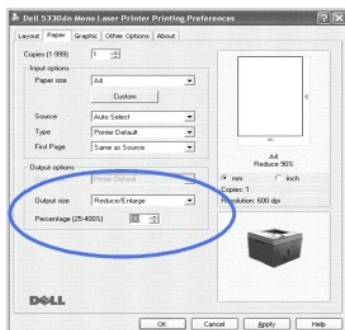 Dell 5330dn Mono Laser Printer Printing Preferences
Layout Paper Graphic Other Options About
Copies (1-999) 1
Input options
Paper size A4
Custom
Source Auto Select
Type Printer Default
First Page Same as Source
A4
Reduce 90%
Output options
Printer Default
mm inch
Copies: 1
Resolution: 600 dpi
Output size Reduce/Enlarge
Percentage (25-400%)
DELL
OK Cancel Apply Help